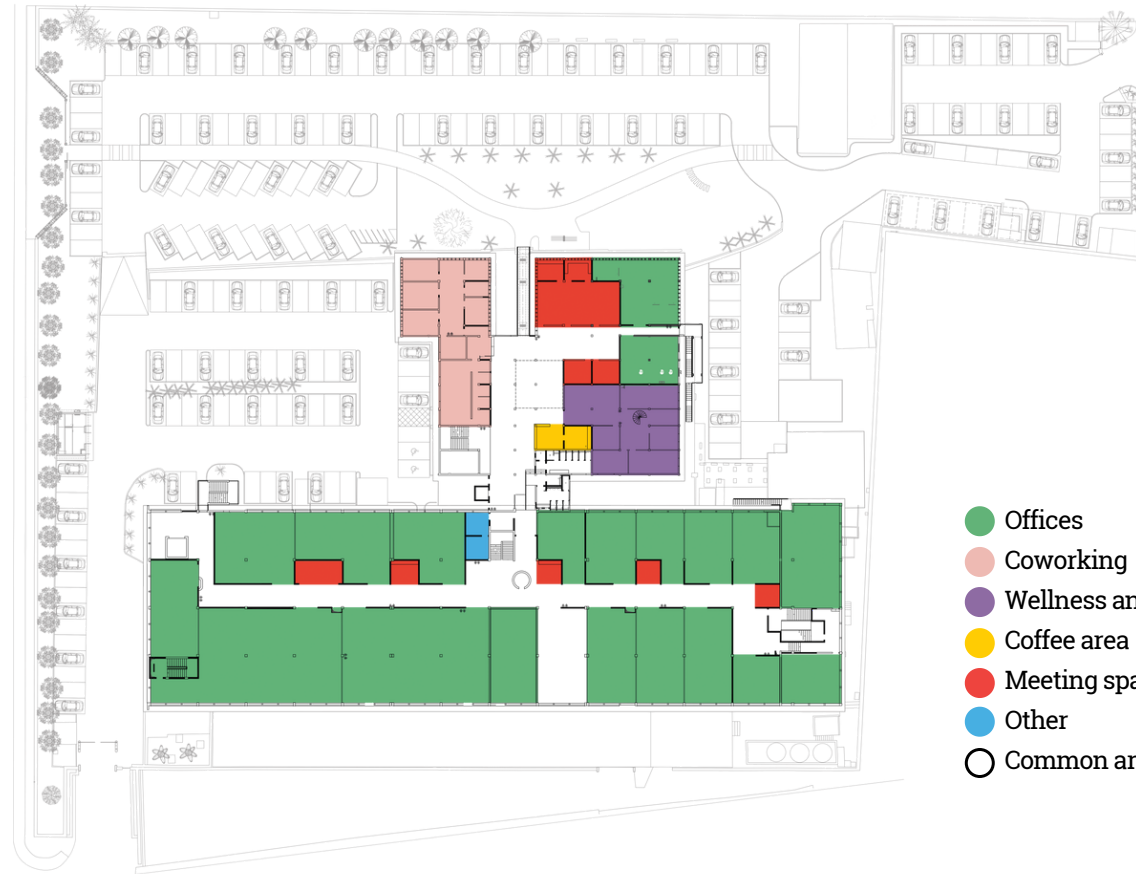 Offices
Coworking
Wellness an
Coffee area
Meeting spa
Other
Common ar